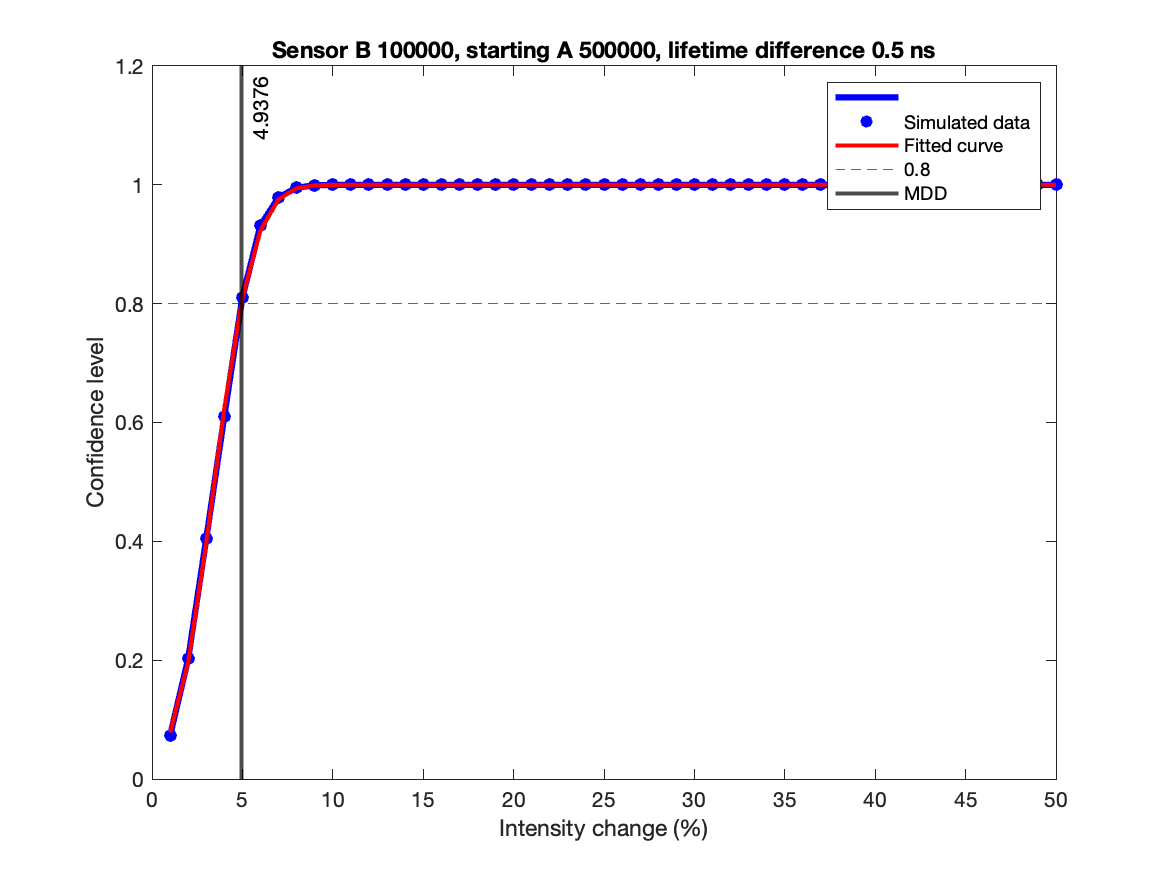 Sensor B 100000, starting A 500000, lifetime difference 0.5 ns
1.2
1
0.8
0.6
0.4
0.2
0
Confidence level
4.9376
Simulated data
Fitted curve
0.8
MDD
0 5 10 15 20 25 30 35 40 45 50
Intensity change (%)